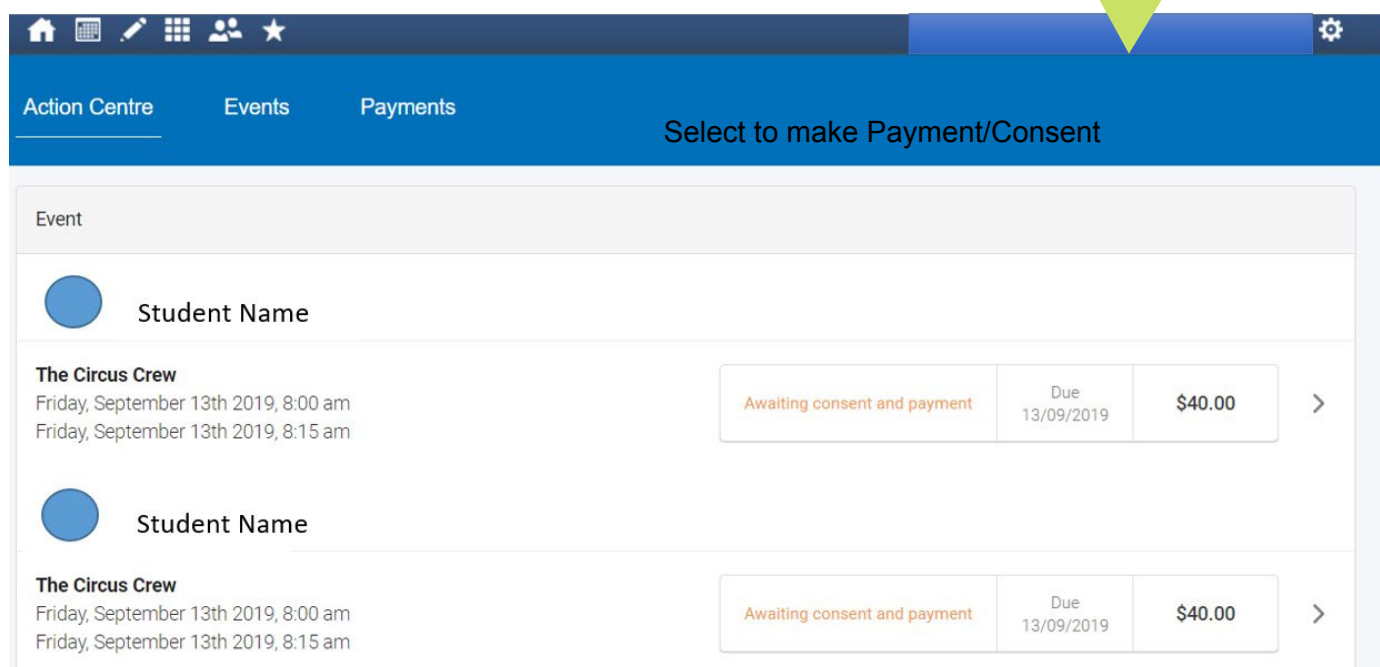 Action Centre Events Payments
Select to make Payment/Consent
Event
Student Name
The Circus Crew
Friday, September 13th 2019, 8:00 am
Friday, September 13th 2019, 8:15 am
Awaiting consent and payment
Due
13/09/2019
$40.00
Student Name
The Circus Crew
Friday, September 13th 2019, 8:00 am
Friday, September 13th 2019, 8:15 am
Awaiting consent and payment
Due
13/09/2019
$40.00